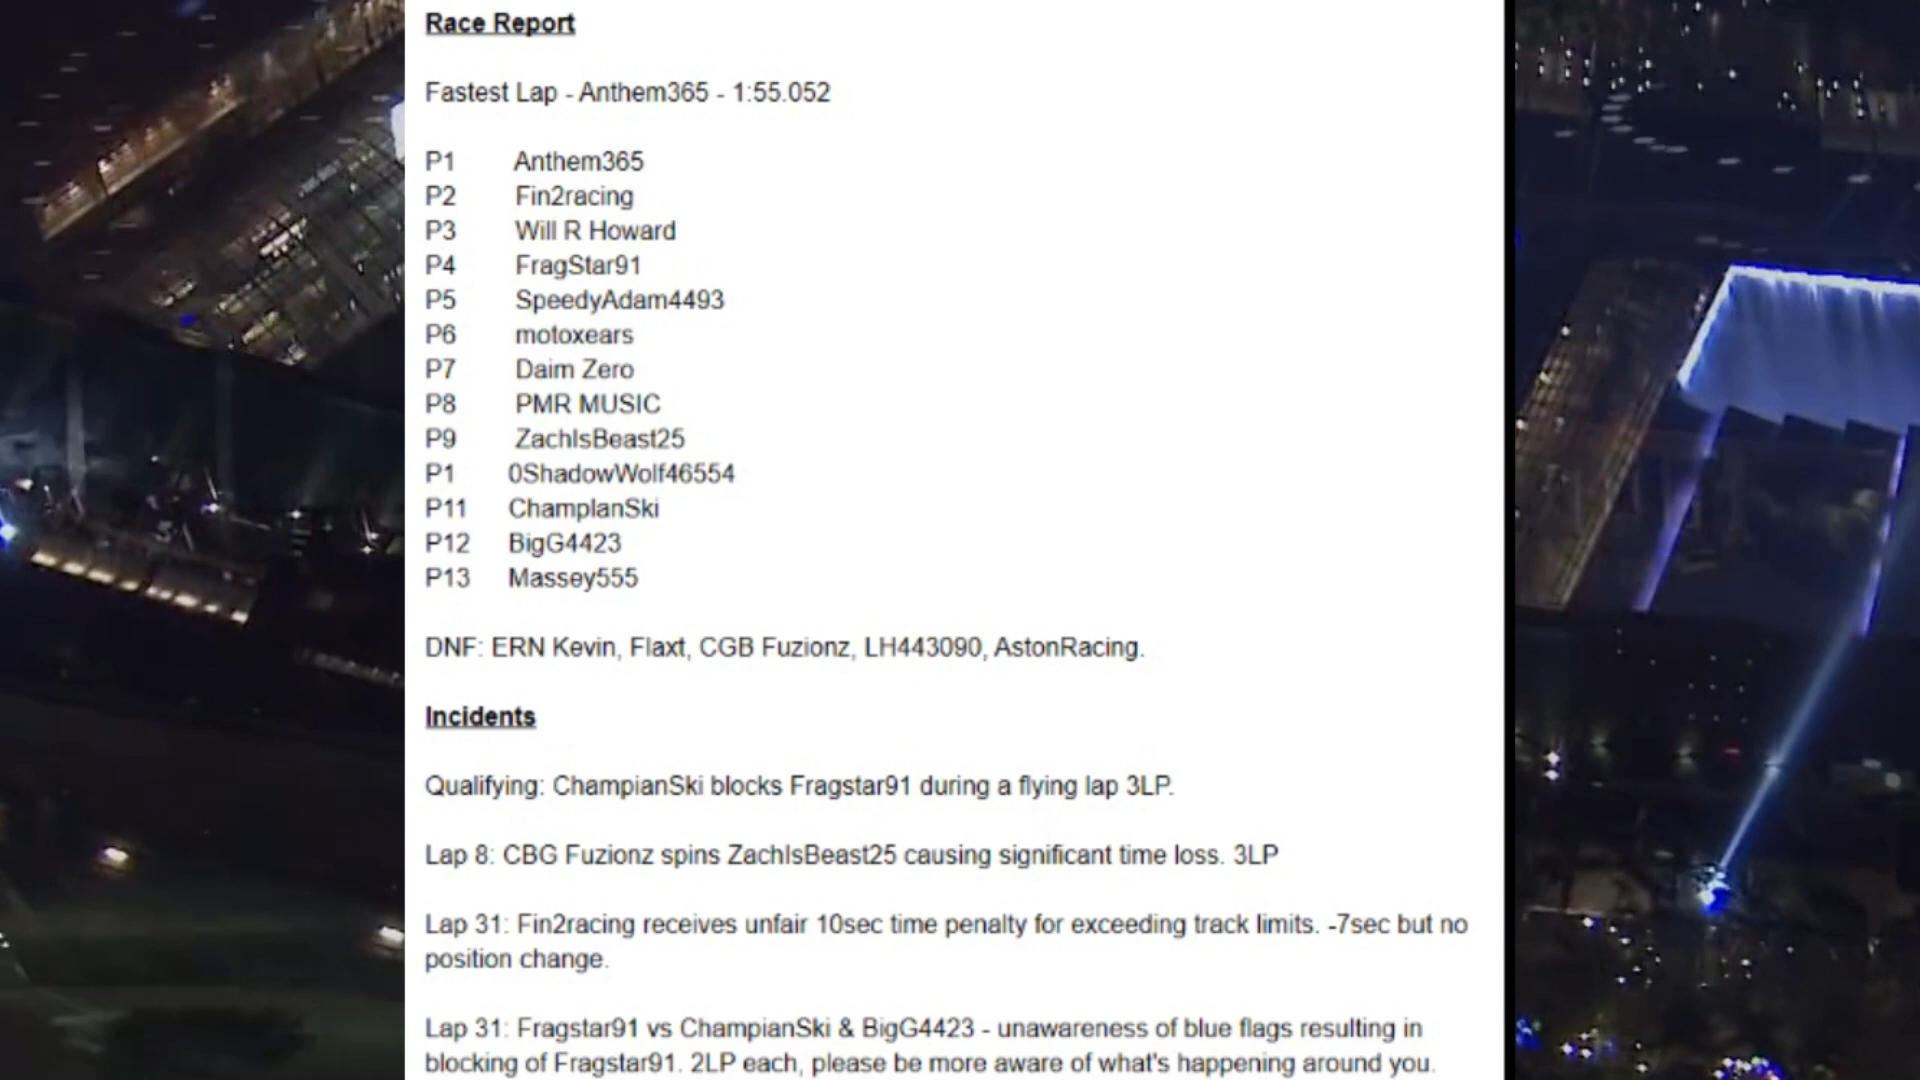 Race Report
Fastest Lap - Anthem365 - 1:55.052
P1 Anthem365
P2 Fin2racing
P3 Will R Howard
P4 FragStar91
P5 SpeedyAdam4493
P6 motoxears
P7 Daim Zero
P8 PMR MUSIC
P9 ZachIsBeast25
P1 0ShadowWolf46554
P11 ChampIanSki
P12 BigG4423
P13 Massey555
DNF: ERN Kevin, Flaxt, CGB Fuzionz, LH443090, AstonRacing.
Incidents
Qualifying: ChampianSki blocks Fragstar91 during a flying lap 3LP.
Lap 8: CBG Fuzionz spins ZachIsBeast25 causing significant time loss. 3LP
Lap 31: Fin2racing receives unfair 10sec time penalty for exceeding track limits. -7sec but no
position change.
Lap 31: Fragstar91 vs ChampianSki & BigG4423 - unawareness of blue flags resulting in
blocking of Fragstar91. 2LP each, please be more aware of what's happening around you.